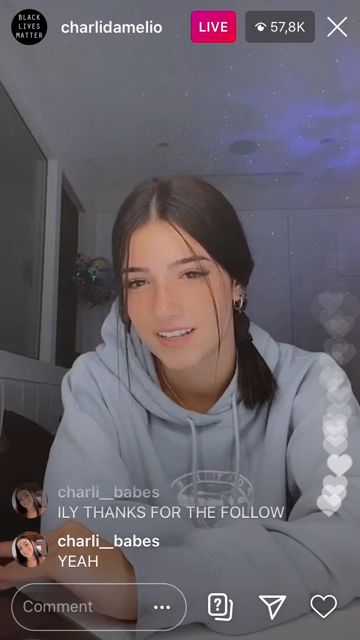 BLACK
LIVES
MATTER
charlidamelio
LIVE
57,8K
charli__babes
ILY THANKS FOR THE FOLLOW
charli__babes
YEAH
Comment